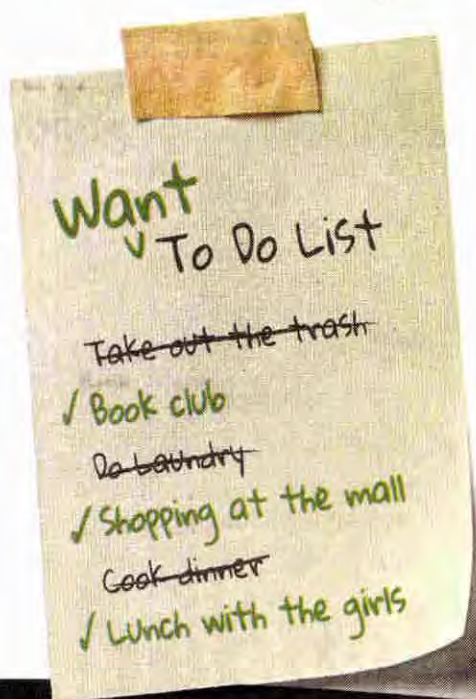 Want
To Do List
Take out the trash
✓ Book club
Do Laundry
✓ Shopping at the mall
Cook dinner
✓ Lunch with the girls